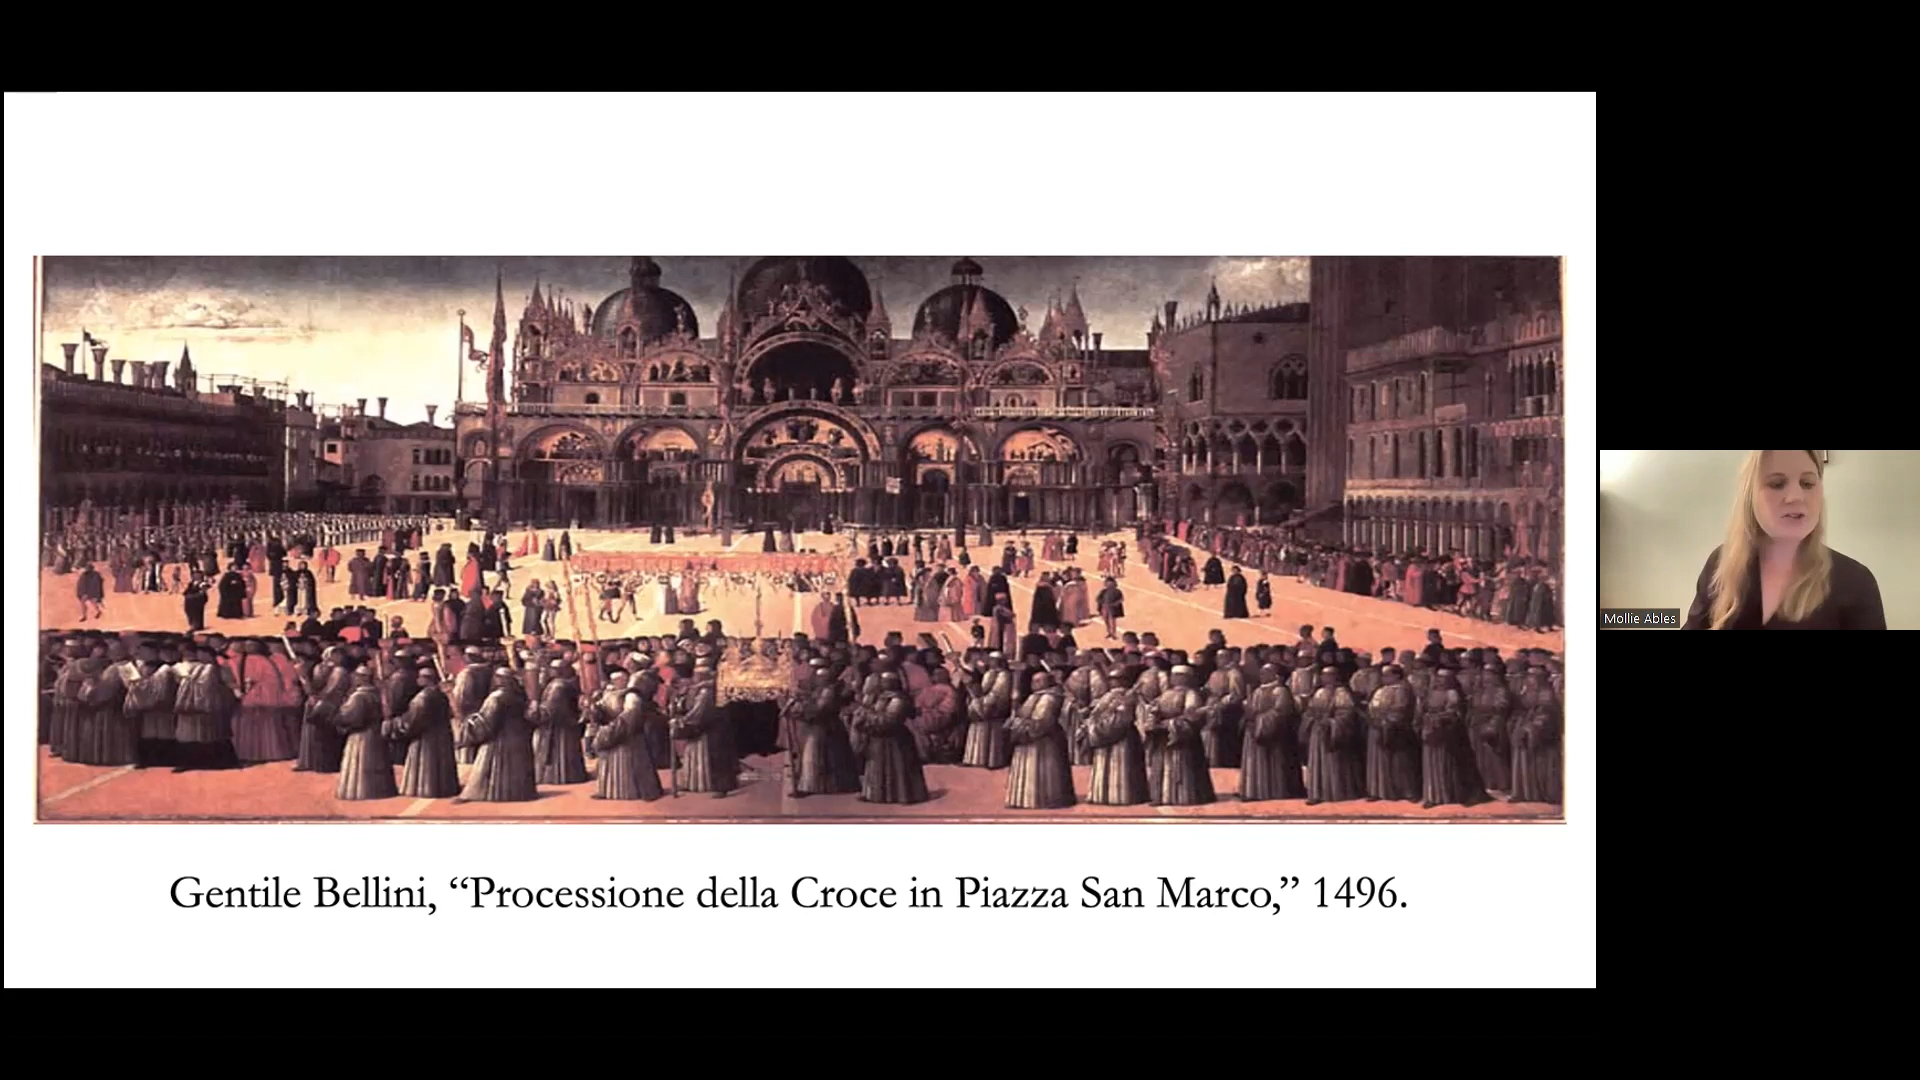 Gentile Bellini, “Processione della Croce in Piazza San Marco,” 1496.
Mollie Ables